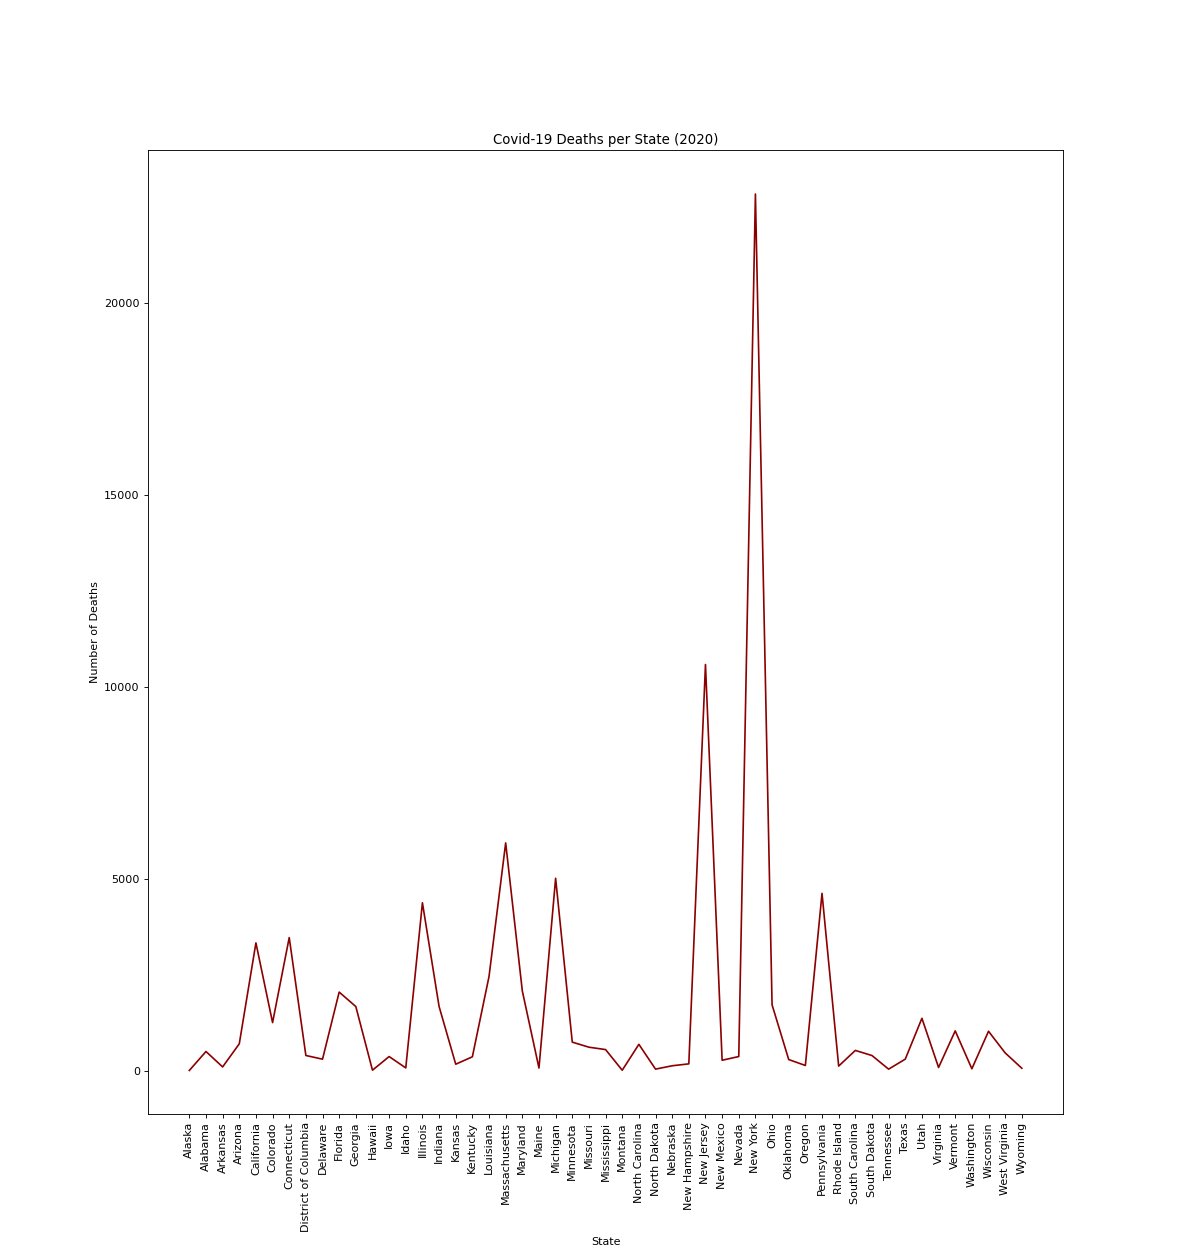 Covid-19 Deaths per State (2020)
Number of Deaths
20000
15000
10000
5000
0
Alaska
Alabama
Arkansas
Arizona
California
Colorado
Connecticut
District of Columbia
Delaware
Florida
Georgia
Hawaii
Iowa
Idaho
Illinois
Indiana
Kansas
Kentucky
Louisiana
Massachusetts
Maryland
Maine
Michigan
Minnesota
Missouri
Mississippi
Montana
North Carolina
North Dakota
Nebraska
New Hampshire
New Jersey
New Mexico
Nevada
New York
Ohio
Oklahoma
Oregon
Pennsylvania
Rhode Island
South Carolina
South Dakota
Tennessee
Texas
Utah
Virginia
Vermont
Washington
Wisconsin
West Virginia
Wyoming
State